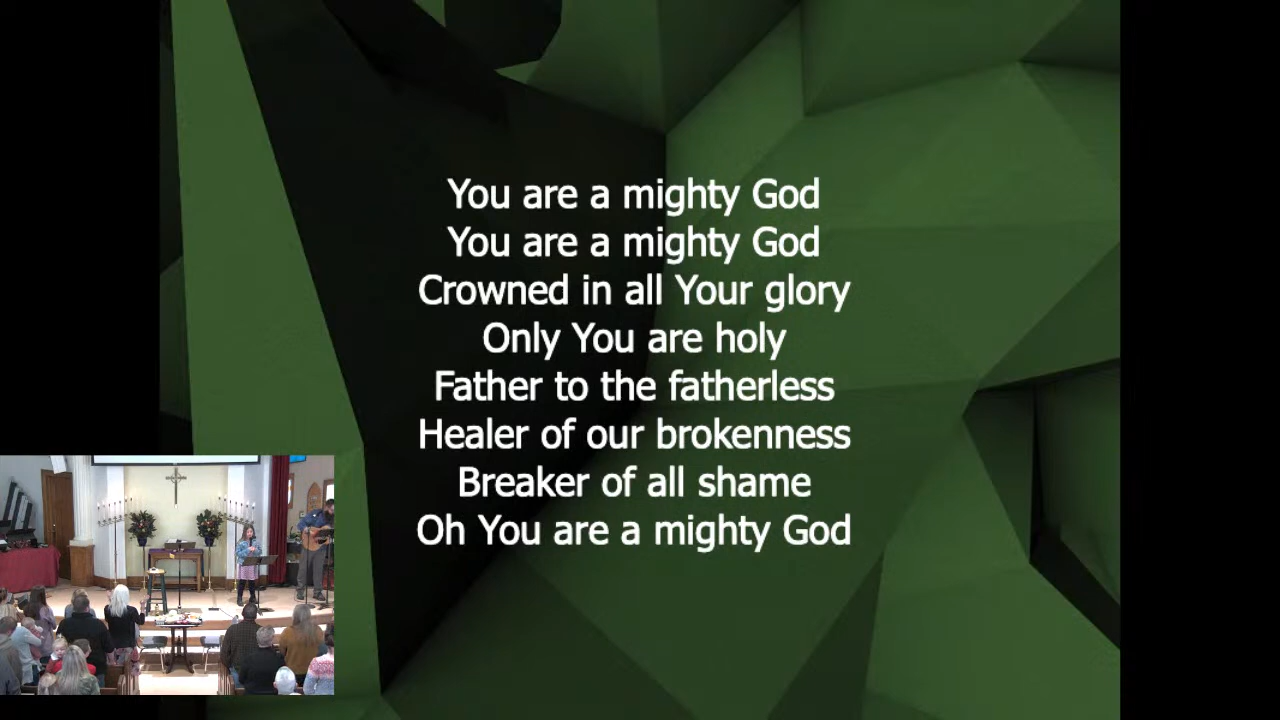 You are a mighty God
You are a mighty God
Crowned in all Your glory
Only You are holy
Father to the fatherless
Healer of our brokenness
Breaker of all shame
Oh You are a mighty God